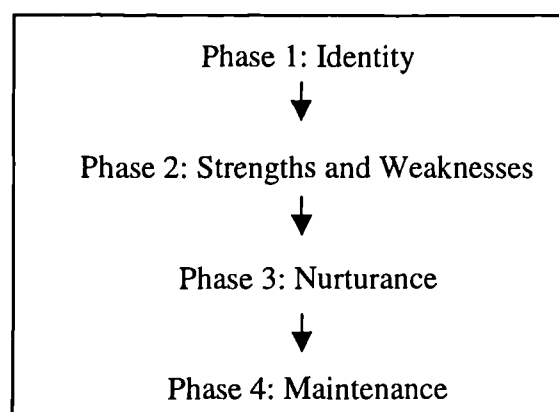 Phase 1: Identity
Phase 2: Strengths and Weaknesses
Phase 3: Nurturance
Phase 4: Maintenance